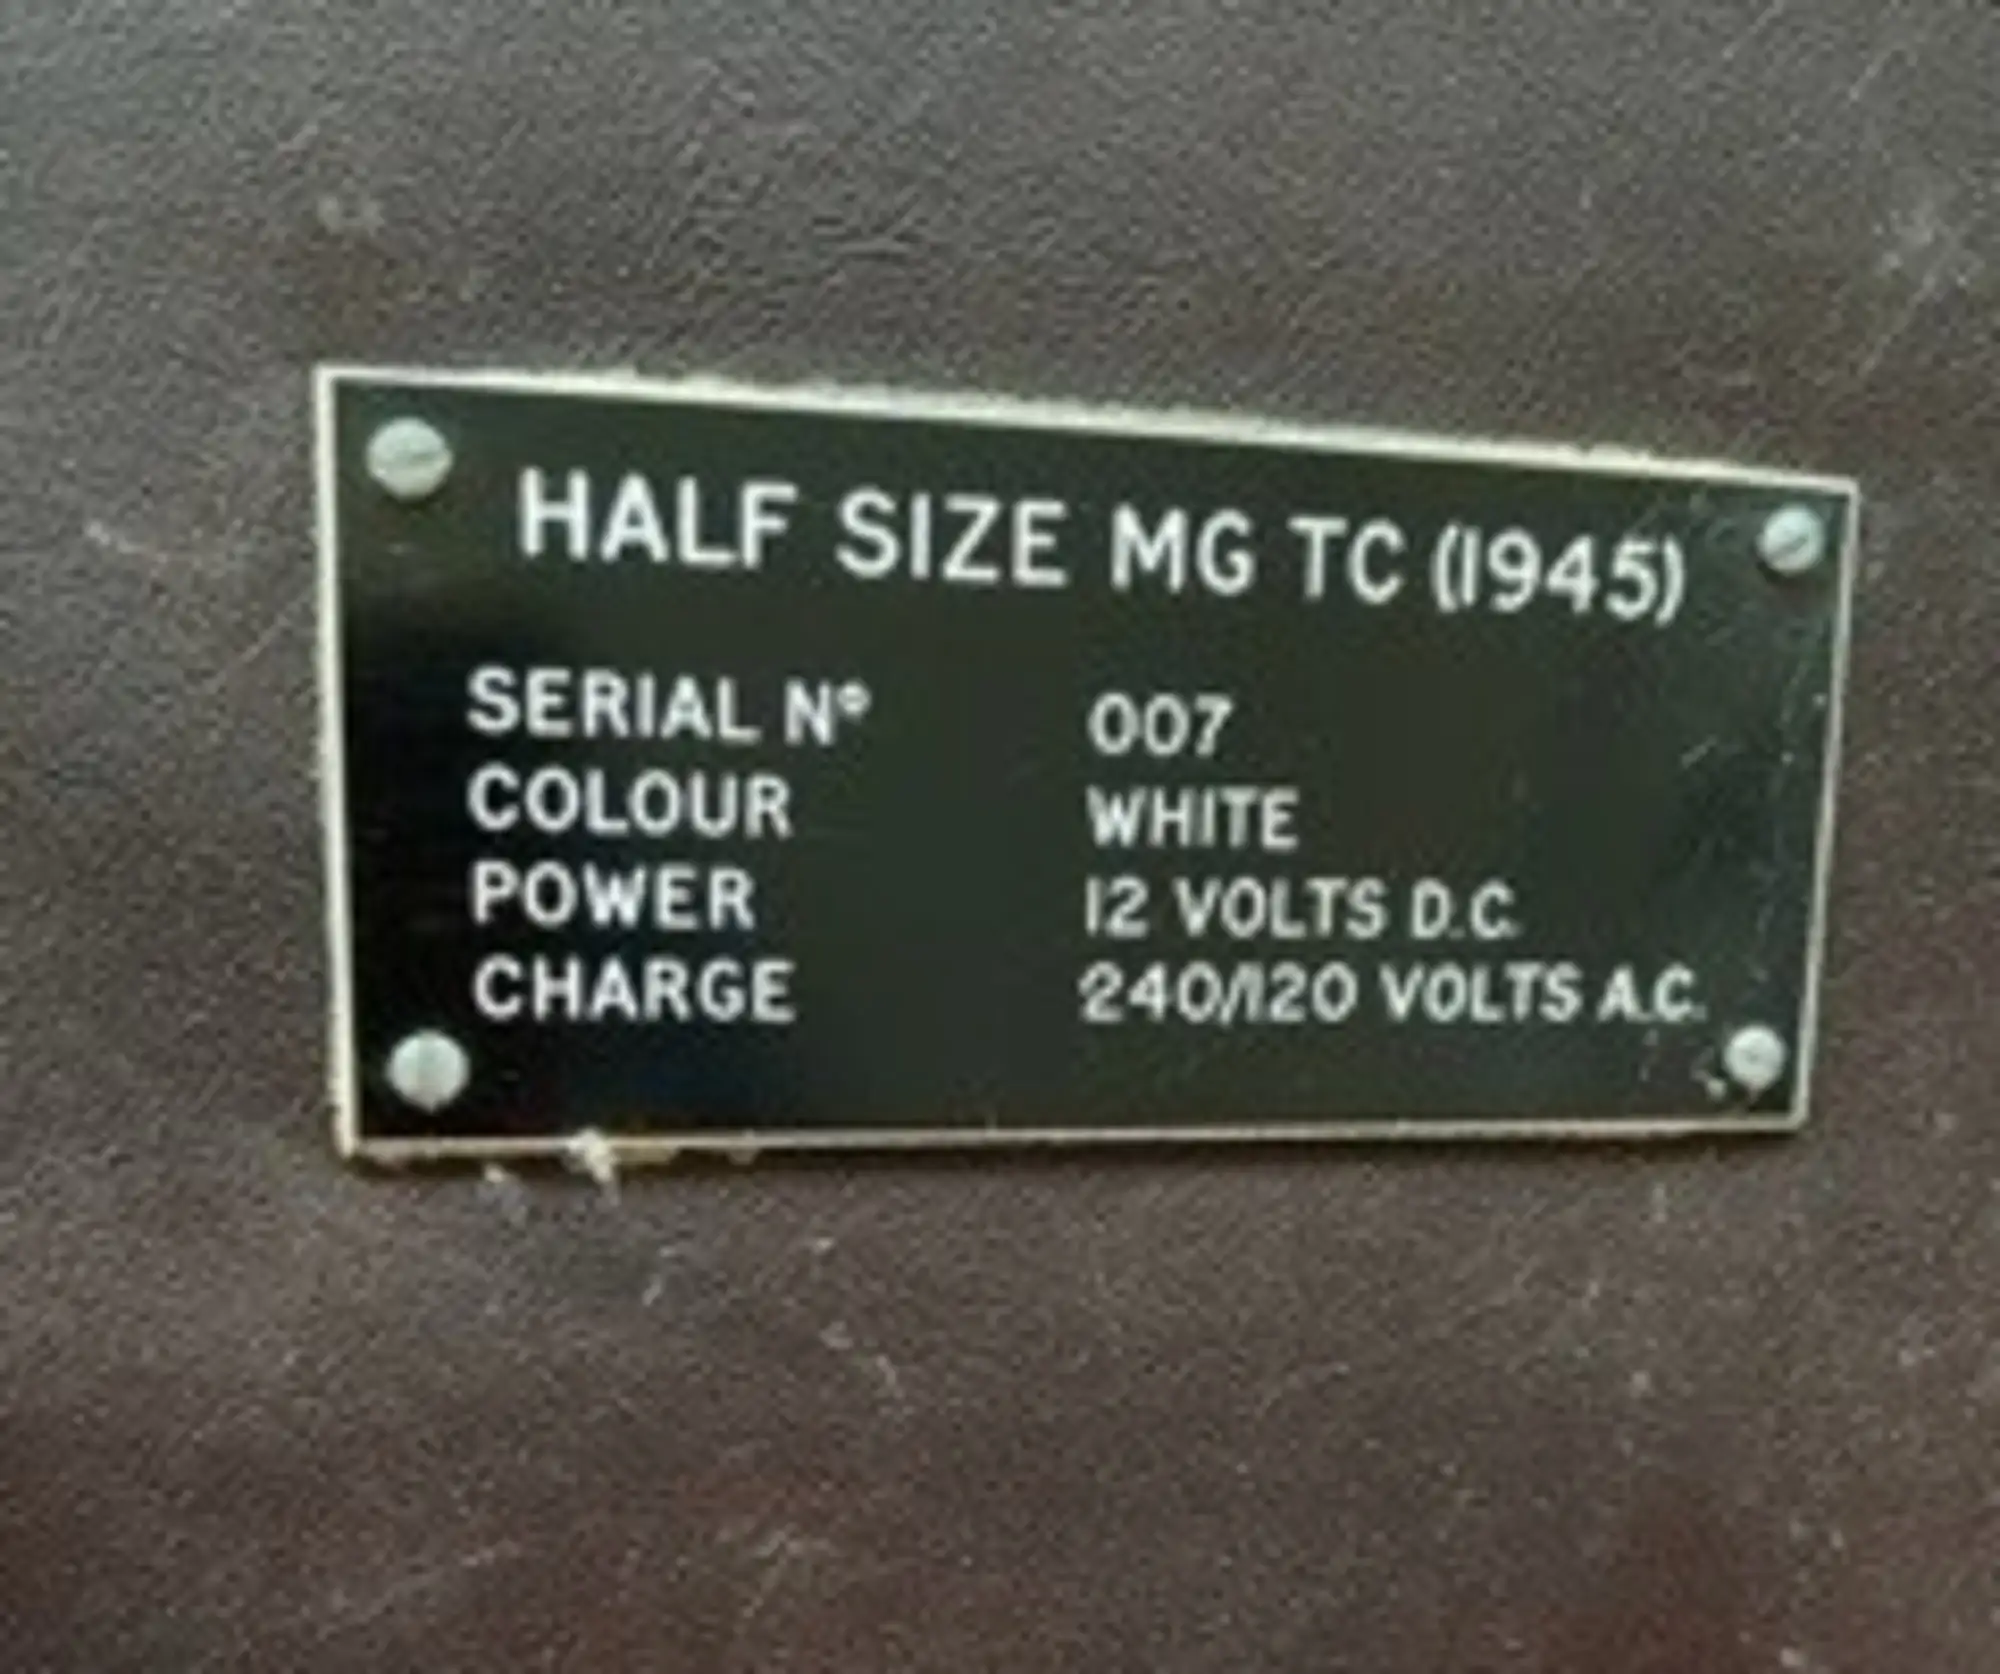 HALF SIZE MG TC (1945)
SERIAL Nº 007
COLOUR WHITE
POWER 12 VOLTS D.C.
CHARGE 240/120 VOLTS A.C.